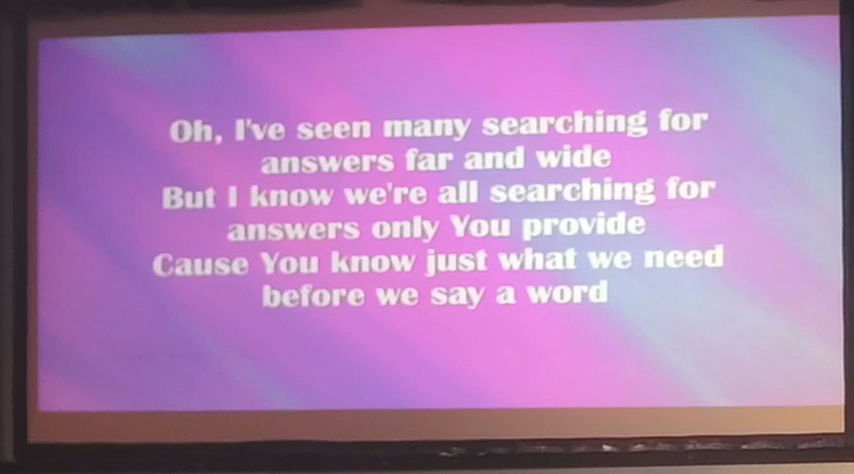 Oh, I've seen many searching for
answers far and wide
But I know we're all searching for
answers only You provide
Cause You know just what we need
before we say a word